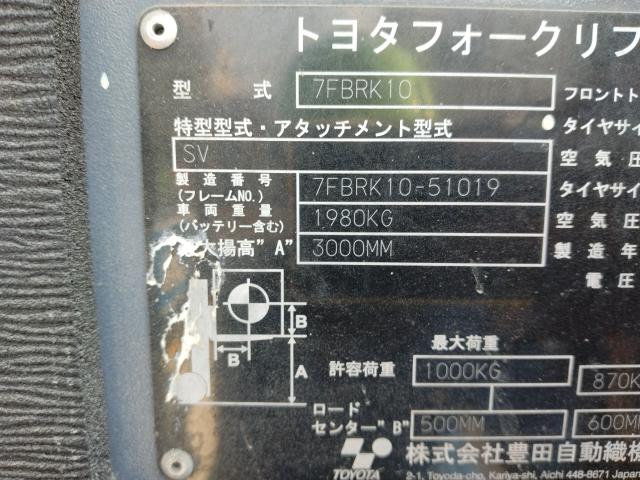 トヨタフォークリフ
型 式 7FBRK10 フロントト
特型型式・アタッチメント型式 タイヤサイ
SV 空気圧
製造番号 (フレームNO.) 7FBRK10-51019 タイヤサイ
車両重量 (バッテリー含む) 1980KG 空気圧
大揚高"A" 3000MM 製造年
電圧
B
B
A
最大荷重
許容荷重 1000KG 870K
ロード
センター"B" 500MM 600MM
TOYOTA 株式会社豊田自動織機
2-1, Toyoda-cho, Kariya-shi, Aichi 448-8671 Japan